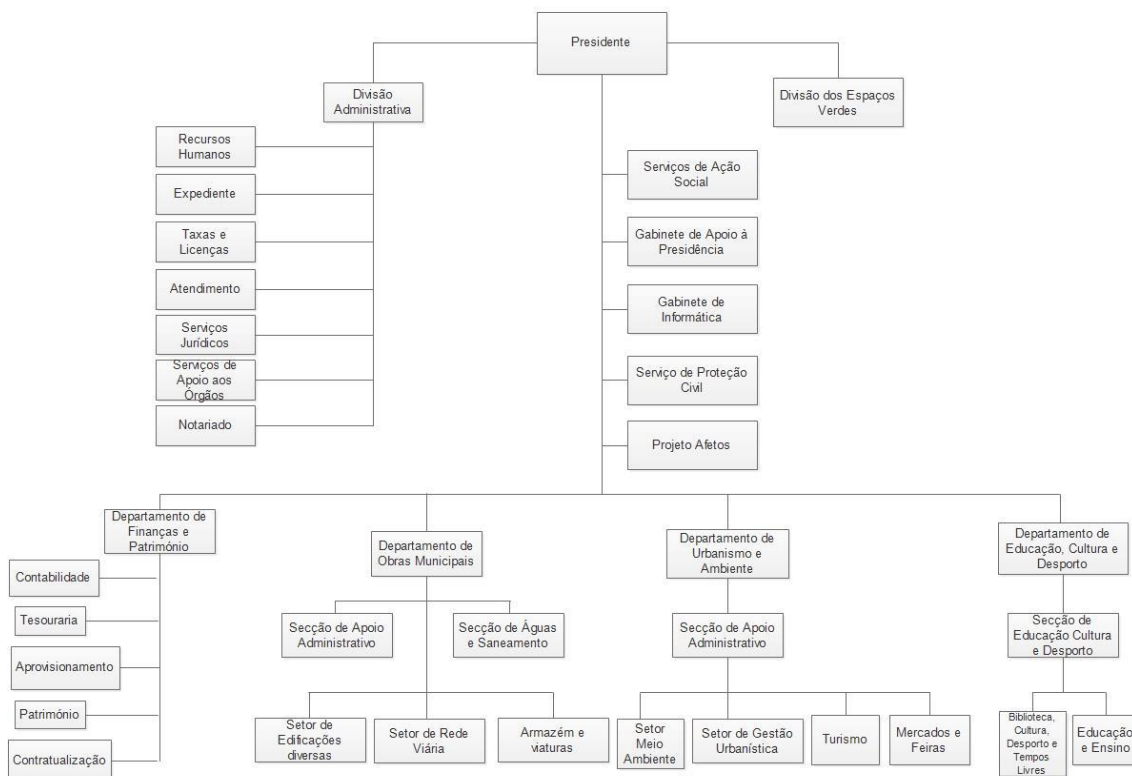 Presidente
Divisão
Administrativa
Divisão dos Espaços
Verdes
Recursos
Humanos
Expediente
Taxas e
Licenças
Atendimento
Serviços
Jurídicos
Serviços de
Apoio aos
Órgãos
Notariado
Serviços de Ação
Social
Gabinete de Apoio à
Presidência
Gabinete de
Informática
Serviço de Proteção
Civil
Projeto Afetos
Departamento de
Finanças e
Património
Contabilidade
Tesouraria
Aprovisionamento
Património
Contratualização
Departamento de
Obras Municipais
Secção de Apoio
Administrativo
Secção de Águas
e Saneamento
Setor de
Edificações
diversas
Setor de Rede
Viária
Armazém e
viaturas
Departamento de
Urbanismo e
Ambiente
Secção de Apoio
Administrativo
Setor
Meio
Ambiente
Setor de Gestão
Urbanística
Turismo
Mercados e
Feiras
Departamento de
Educação, Cultura e
Desporto
Secção de
Educação Cultura
e Desporto
Biblioteca,
Cultura,
Desporto e
Tempos
Livres
Educação
e Ensino